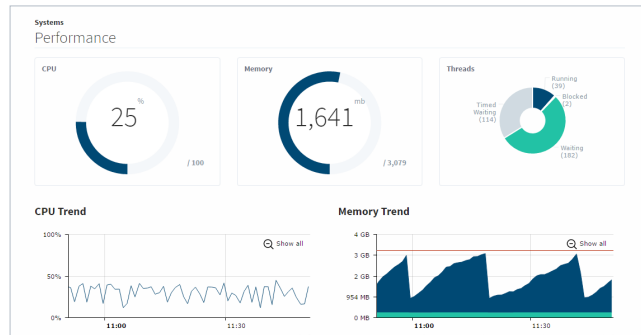 Systems
Performance
CPU
25 %
/ 100
Memory
1,641 mb
/ 3,079
Threads
Running
(39)
Blocked
(2)
Timed
Waiting
(114)
Waiting
(182)
CPU Trend
Show all
100%
50%
0%
11:00
11:30
Memory Trend
Show all
4 GB
3 GB
2 GB
954 MB
0 MB
11:00
11:30